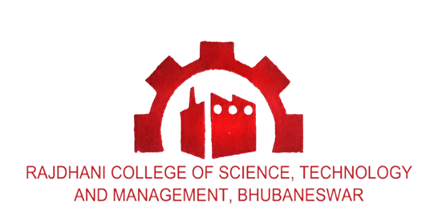 RAJDHANI COLLEGE OF SCIENCE, TECHNOLOGY
AND MANAGEMENT, BHUBANESWAR